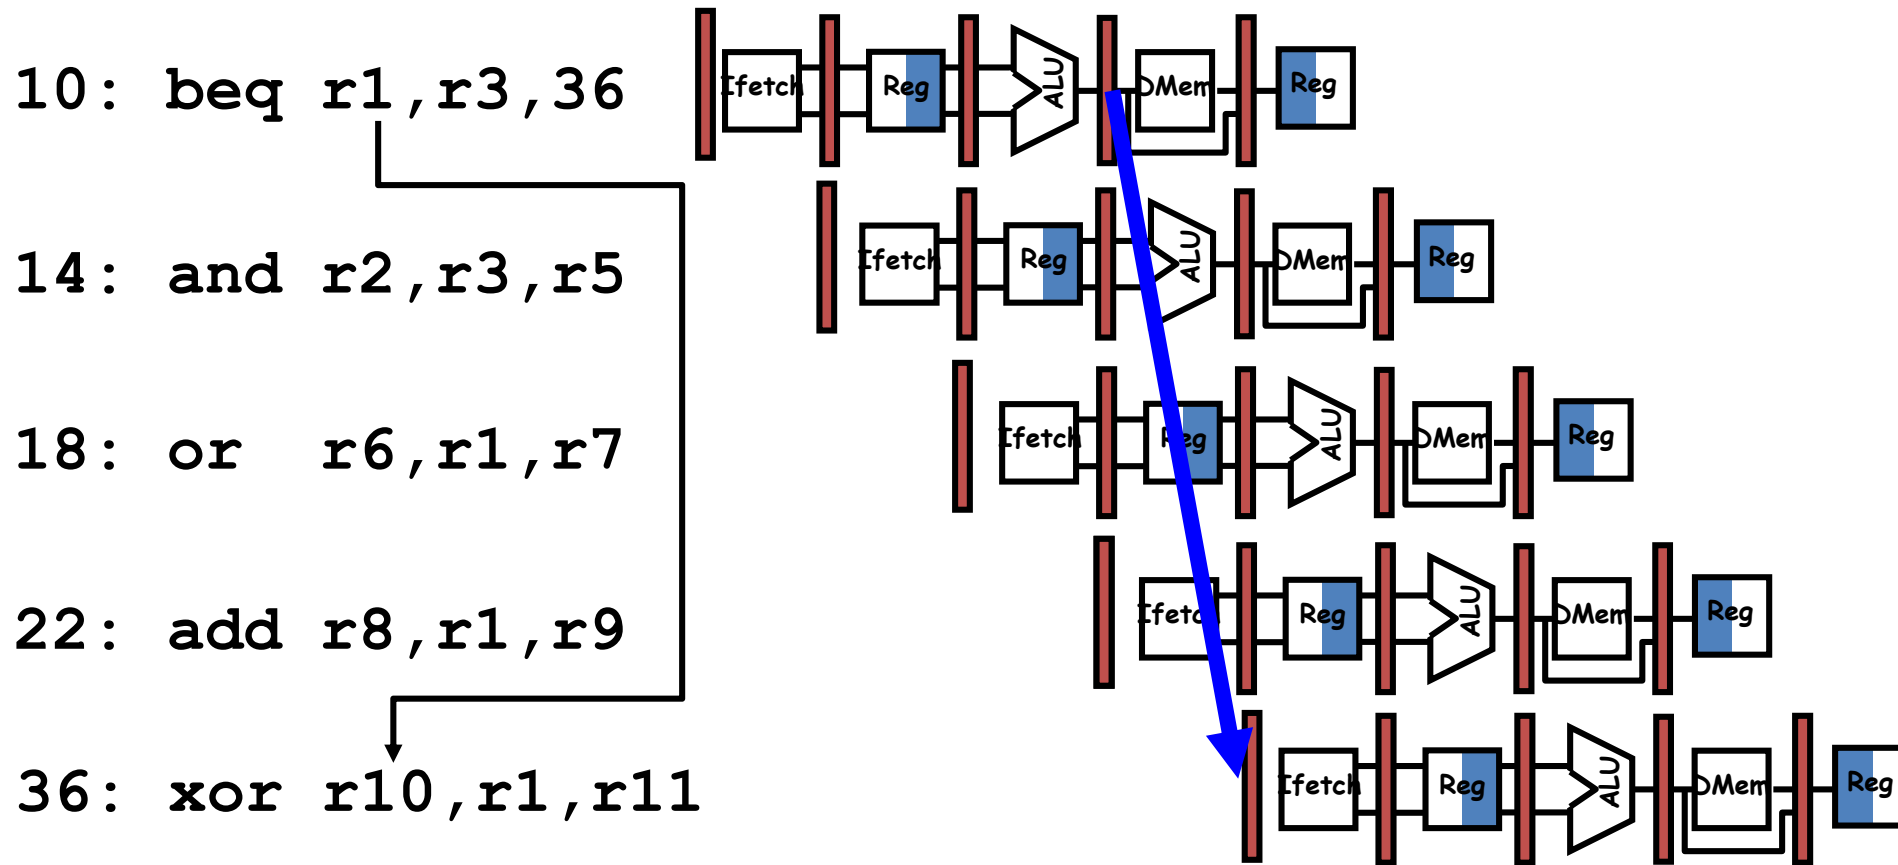 10: beq r1,r3,36 Ifetch Reg ALU DMem Reg
14: and r2,r3,r5 Ifetch Reg ALU DMem Reg
18: or r6,r1,r7 Ifetch Reg ALU DMem Reg
22: add r8,r1,r9 Ifetch Reg ALU DMem Reg
36: xor r10,r1,r11 Ifetch Reg ALU DMem Reg